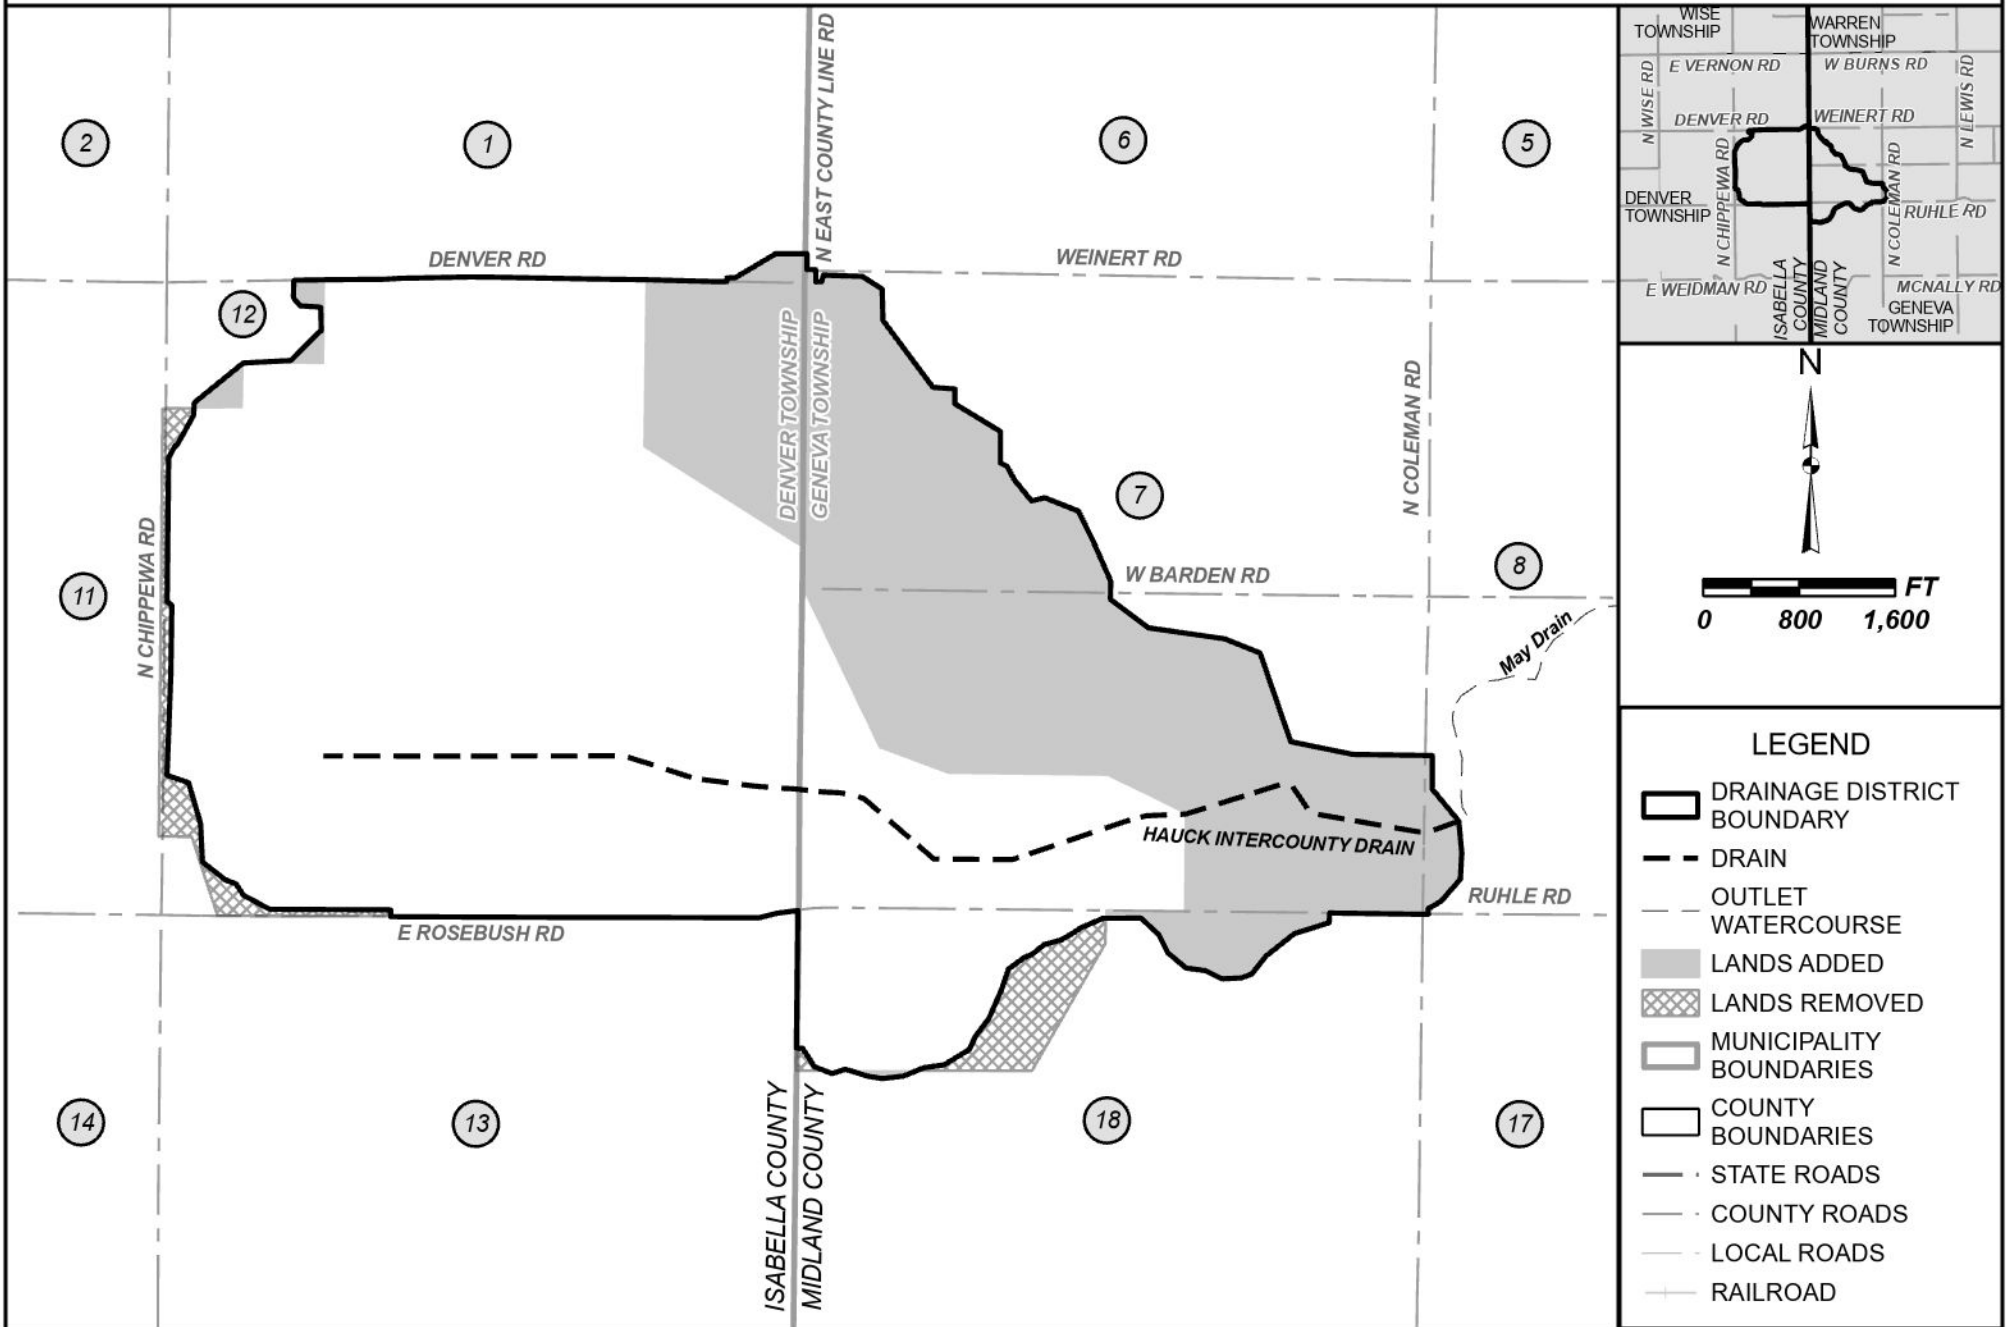 2
1
6
5
N EAST COUNTY LINE RD
DENVER RD
WEINERT RD
12
DENVER TOWNSHIP
GENEVA TOWNSHIP
N COLEMAN RD
7
N CHIPPEWA RD
11
W BARDEN RD
8
May Drain
HAUCK INTERCOUNTY DRAIN
RUHLE RD
E ROSEBUSH RD
14
13
ISABELLA COUNTY
MIDLAND COUNTY
18
17
WISE
TOWNSHIP
WARREN
TOWNSHIP
E VERNON RD
W BURNS RD
N WISE RD
N LEWIS RD
DENVER RD
WEINERT RD
N CHIPPEWA RD
N COLEMAN RD
DENVER
TOWNSHIP
RUHLE RD
E WEIDMAN RD
ISABELLA
COUNTY
MIDLAND
COUNTY
MCNALLY RD
GENEVA
TOWNSHIP
N
FT
0 800 1,600
LEGEND
DRAINAGE DISTRICT
BOUNDARY
DRAIN
OUTLET
WATERCOURSE
LANDS ADDED
LANDS REMOVED
MUNICIPALITY
BOUNDARIES
COUNTY
BOUNDARIES
STATE ROADS
COUNTY ROADS
LOCAL ROADS
RAILROAD